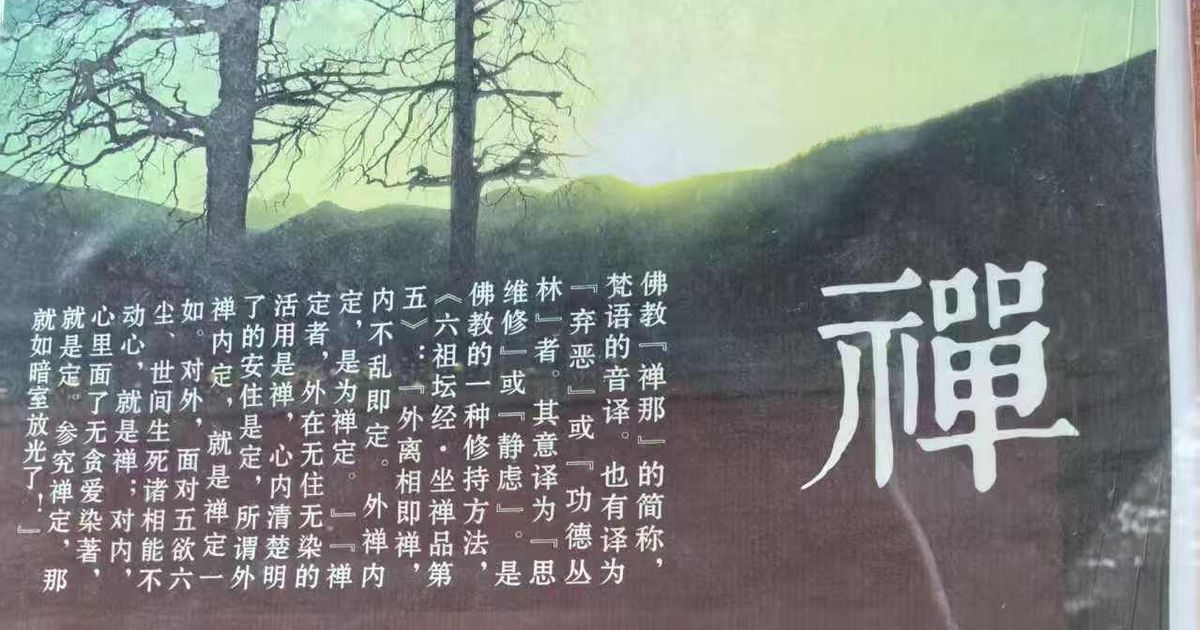 禪
佛教『禅那』的简称，
梵语的音译。也有译为
『弃恶』或『功德丛
林』者。其意译为『思
维修』或『静虑』。是
佛教的一种修持方法，
《六祖坛经·坐禅品第
五》：『外离相即禅，
内不乱即定。外禅内
定，是为禅定。』『禅
定者，外在无住无染的
活用是禅，心内清楚明
了的安住是定，所谓外
禅内定，就是禅定一
如。对外，面对五欲六
尘、世间生死诸相能不
动心，就是禅；对内，
心里面了无贪爱染著，
就是定。参究禅定，那
就如暗室放光了！』